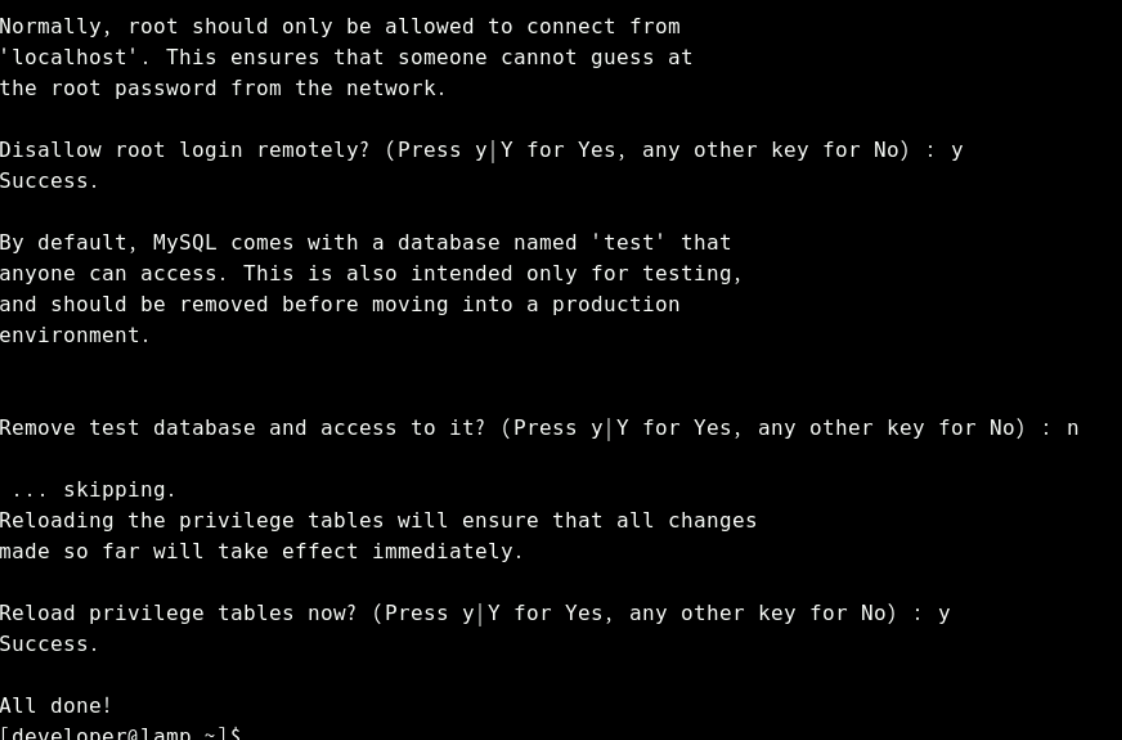 Normally, root should only be allowed to connect from
'localhost'. This ensures that someone cannot guess at
the root password from the network.
Disallow root login remotely? (Press y|Y for Yes, any other key for No) : y
Success.
By default, MySQL comes with a database named 'test' that
anyone can access. This is also intended only for testing,
and should be removed before moving into a production
environment.
Remove test database and access to it? (Press y|Y for Yes, any other key for No) : n
... skipping.
Reloading the privilege tables will ensure that all changes
made so far will take effect immediately.
Reload privilege tables now? (Press y|Y for Yes, any other key for No) : y
Success.
All done!
[developer@lamp ~]$